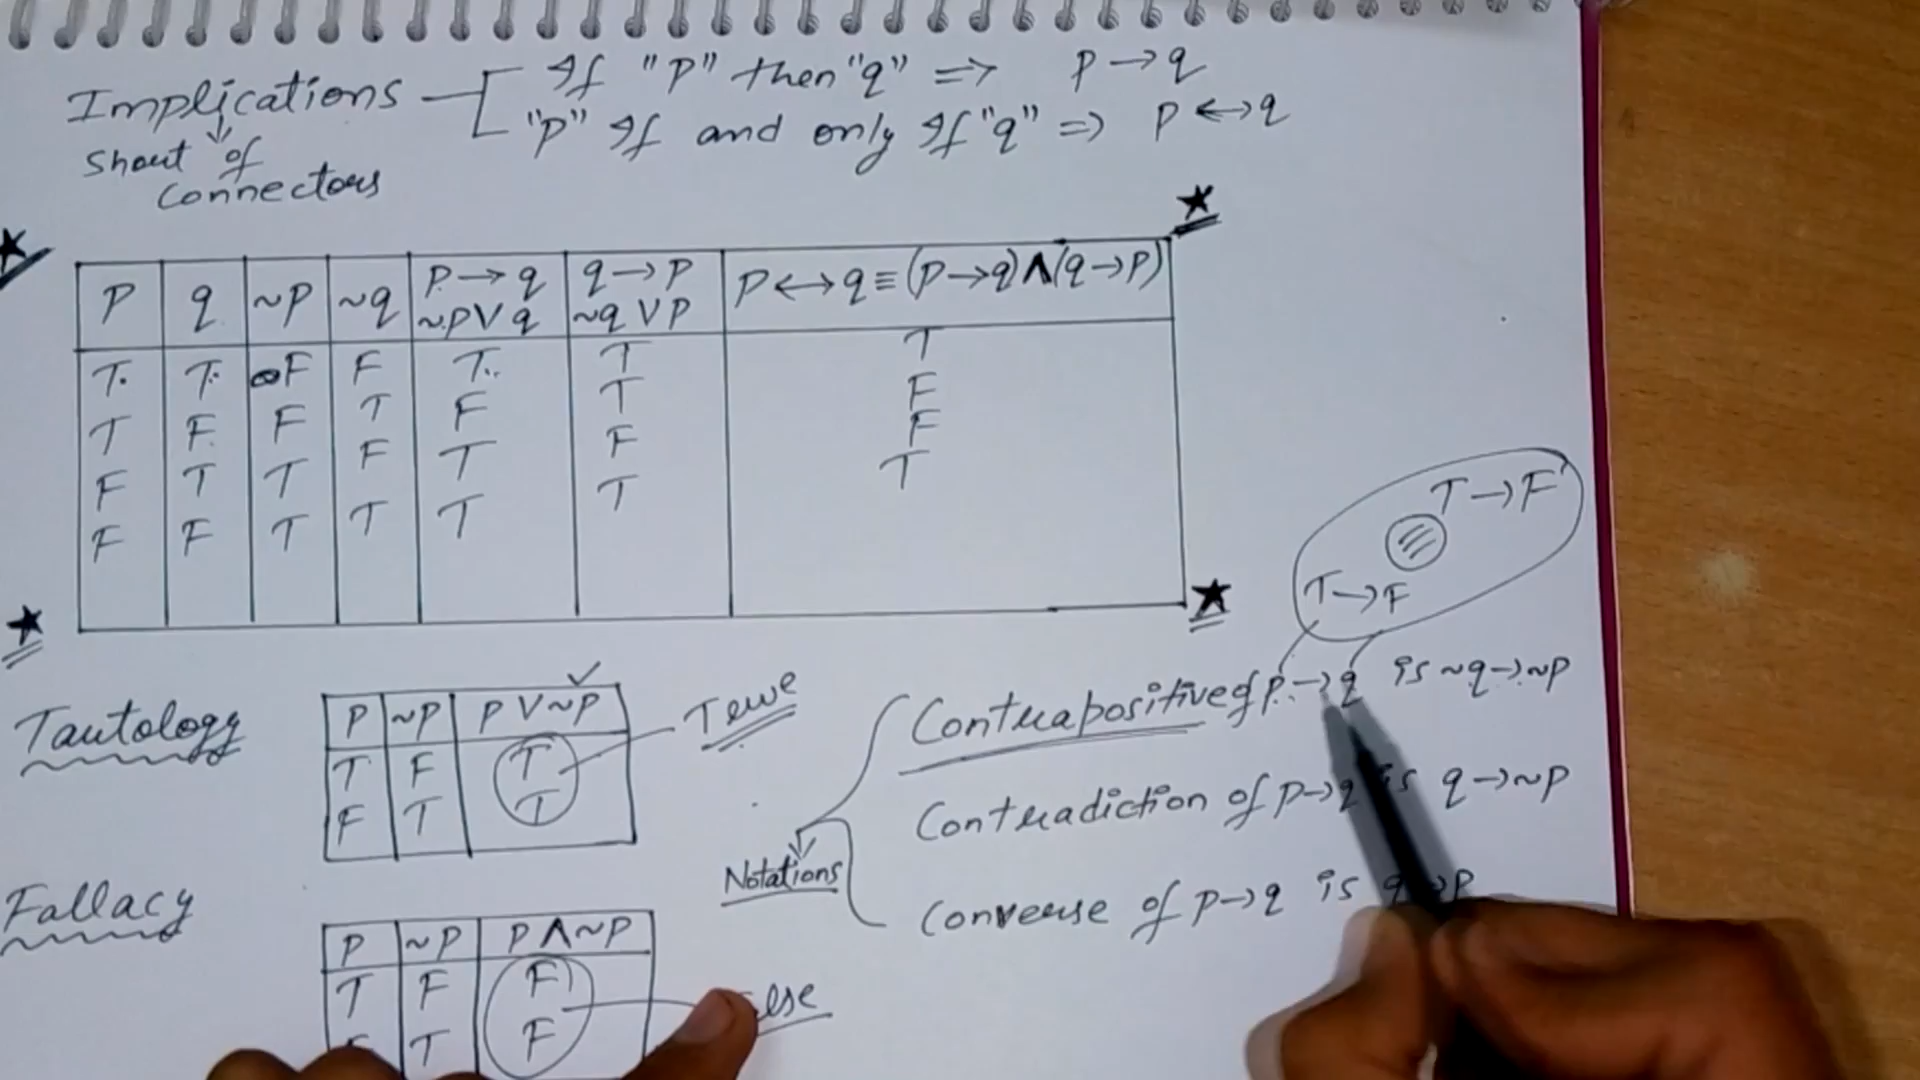 Implications If "p" then "q" => p → q
"p" If and only If "q" => p ↔ q
Short of
Connectors
p q ~p ~q p → q q → p p ↔ q ≡ (p → q) ∧ (q → p)
~p ∨ q ~q ∨ p
T T F F T T T
T F F T F T F
F T T F T F F
F F T T T T T
T → F
T → F
Tautology
p ~p p ∨ ~p
T F T
F T T
True
Contrapositive of p → q is ~q → ~p
Contradiction of p → q is q → ~p
Notations
Converse of p → q is
Fallacy
p ~p p ∧ ~p
T F F
T F